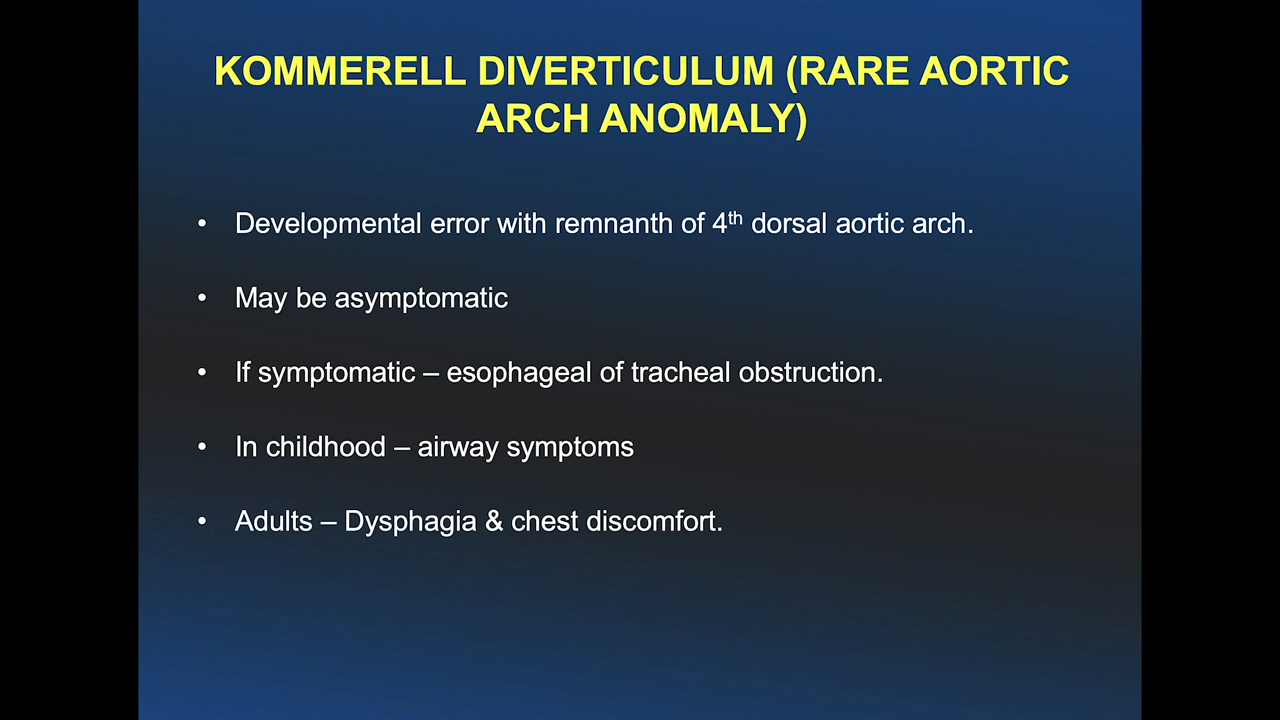 KOMMERELL DIVERTICULUM (RARE AORTIC
ARCH ANOMALY)
• Developmental error with remnanth of 4th dorsal aortic arch.
• May be asymptomatic
• If symptomatic – esophageal of tracheal obstruction.
• In childhood – airway symptoms
• Adults – Dysphagia & chest discomfort.